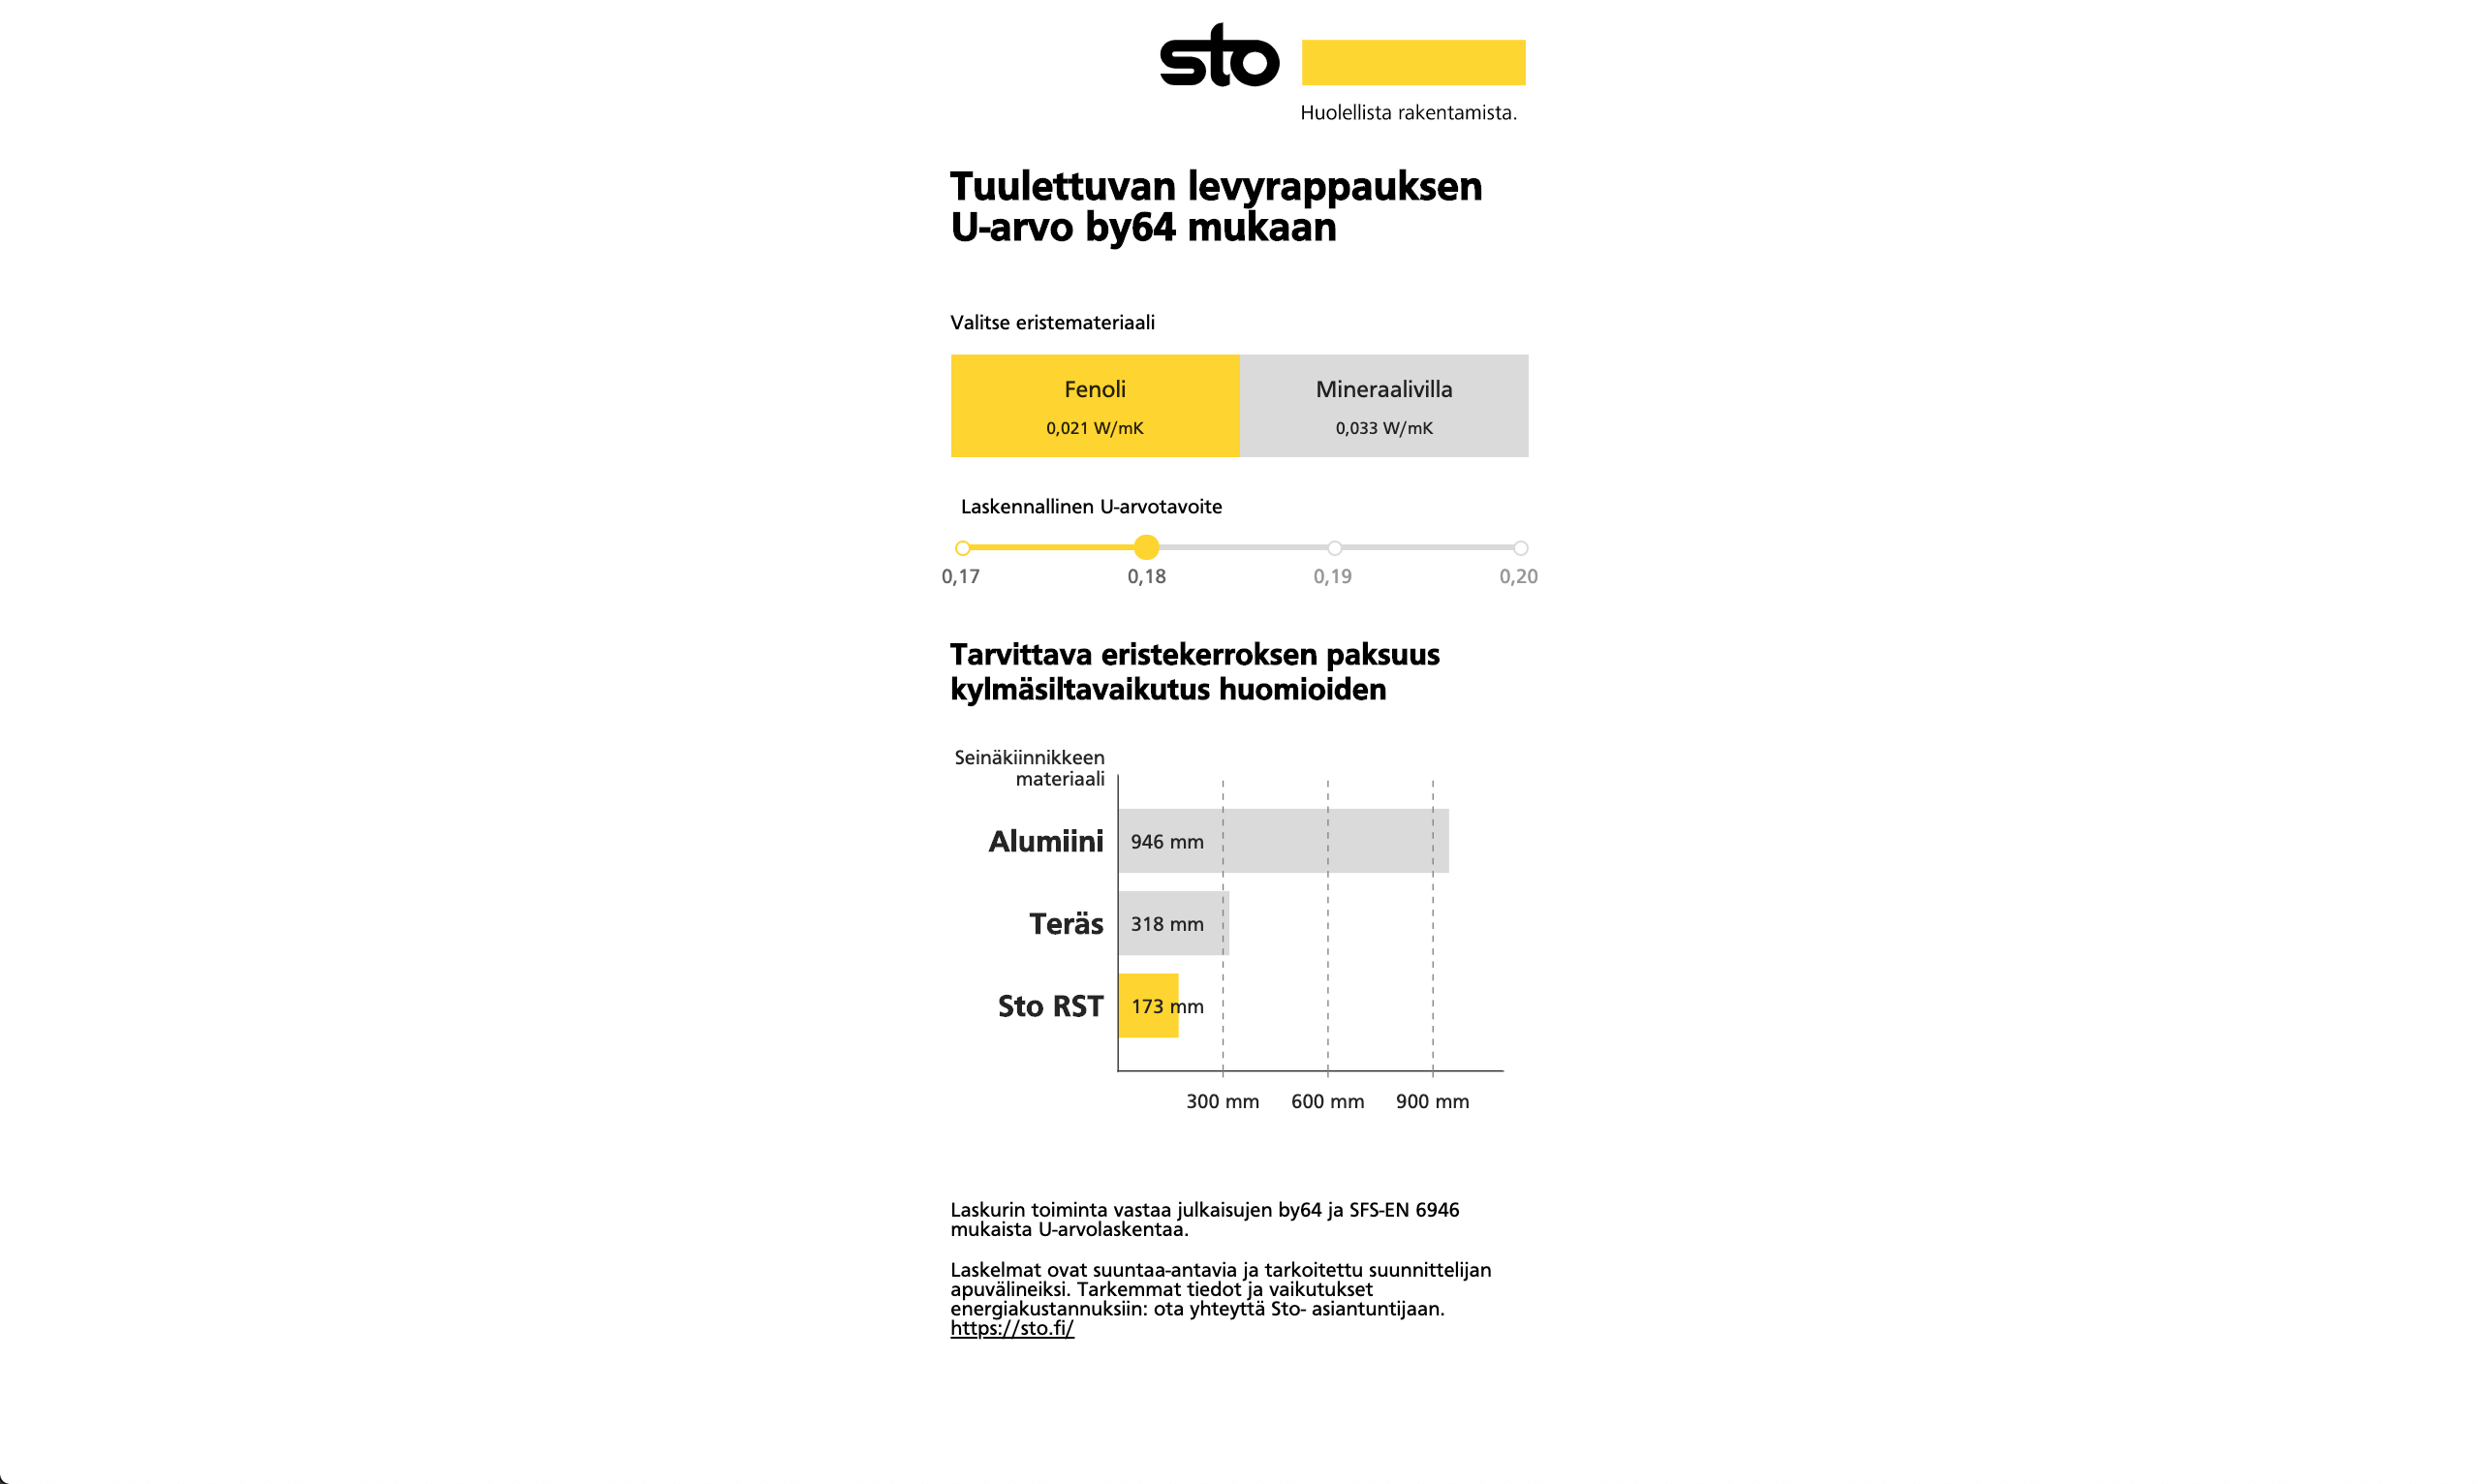 sto
Huolellista rakentamista.
Tuulettuvan levyrappauksen
U-arvo by64 mukaan
Valitse eristemateriaali
Fenoli
0,021 W/mK
Mineraalivilla
0,033 W/mK
Laskennallinen U-arvotavoite
0,17 0,18 0,19 0,20
Tarvittava eristekerroksen paksuus
kylmäsiltavaikutus huomioiden
Seinäkiinnikkeen
materiaali
Alumiini 946 mm
Teräs 318 mm
Sto RST 173 mm
300 mm 600 mm 900 mm
Laskurin toiminta vastaa julkaisujen by64 ja SFS-EN 6946
mukaista U-arvolaskentaa.
Laskelmat ovat suuntaa-antavia ja tarkoitettu suunnittelijan
apuvälineiksi. Tarkemmat tiedot ja vaikutukset
energiakustannuksiin: ota yhteyttä Sto- asiantuntijaan.
https://sto.fi/